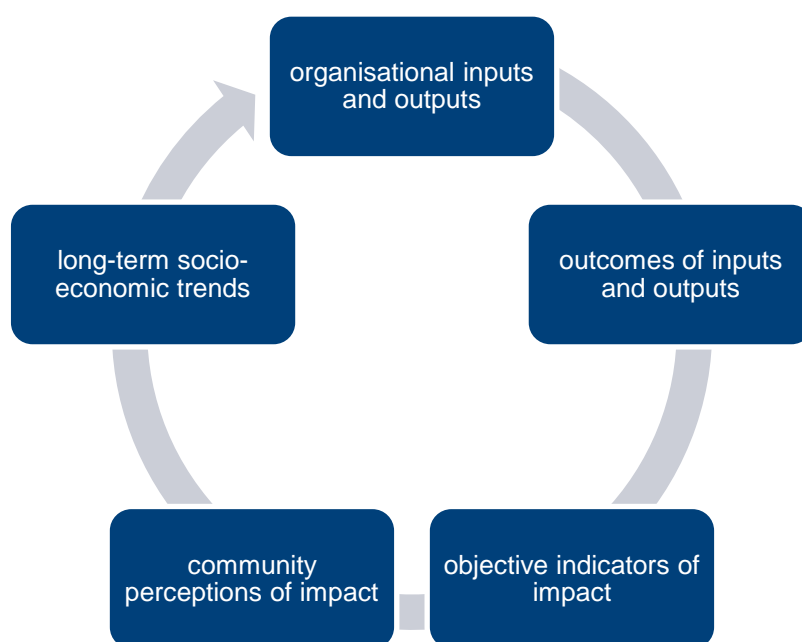 organisational inputs
and outputs
outcomes of inputs
and outputs
objective indicators of
impact
community
perceptions of impact
long-term socio-
economic trends